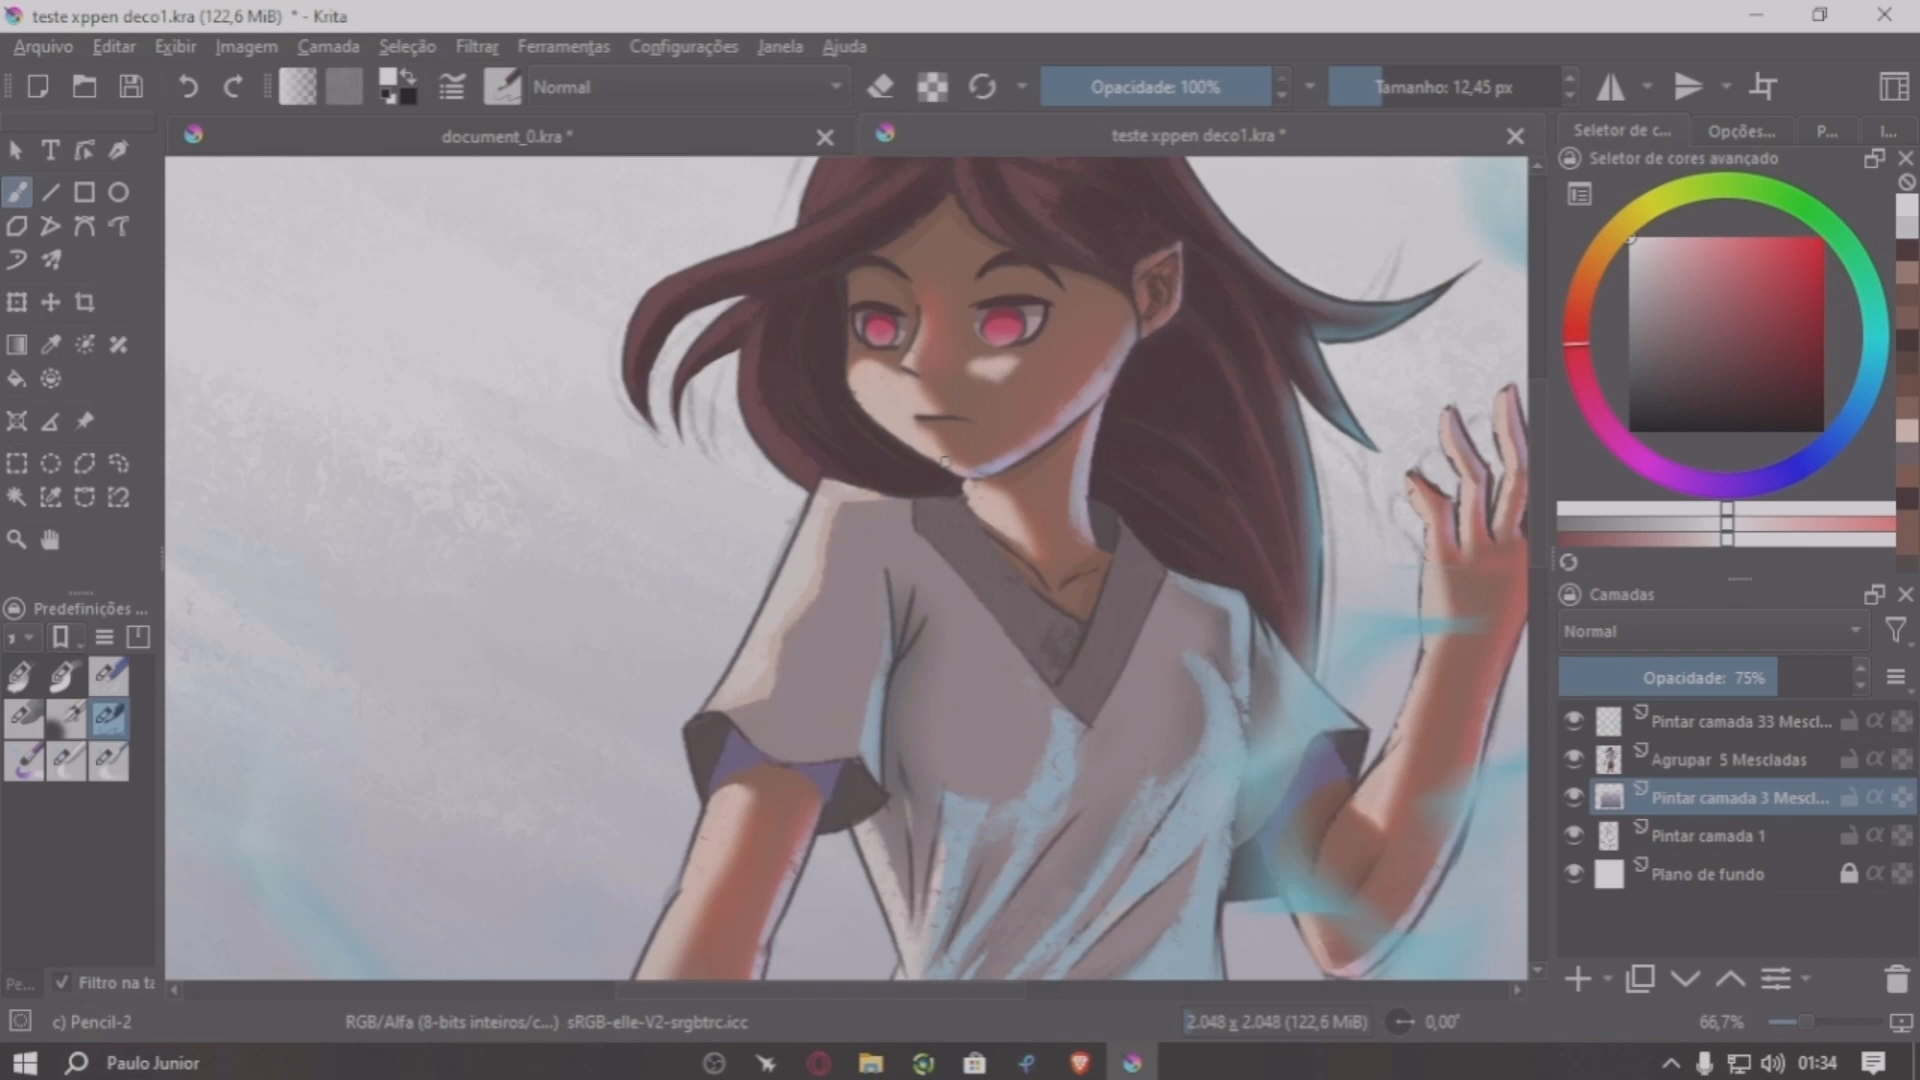 teste xppen deco1.kra (122,6 MiB) * - Krita
Arquivo Editar Exibir Imagem Camada Seleção Filtrar Ferramentas Configurações Janela Ajuda
Normal
Opacidade: 100%
Tamanho: 12,45 px
document_0.kra *
teste xppen deco1.kra *
Seletor de c... Opções... P... I...
Seletor de cores avançado
Predefinições ...
Camadas
Normal
Opacidade: 75%
Pintar camada 33 Mescl...
Agrupar 5 Mescladas
Pintar camada 3 Mescl...
Pintar camada 1
Plano de fundo
Pe... Filtro na ta
c) Pencil-2
RGB/Alfa (8-bits inteiros/c...) sRGB-elle-V2-srgbtrc.icc
2.048 x 2.048 (122,6 MiB)
0,00°
66,7%
Paulo Junior
01:34